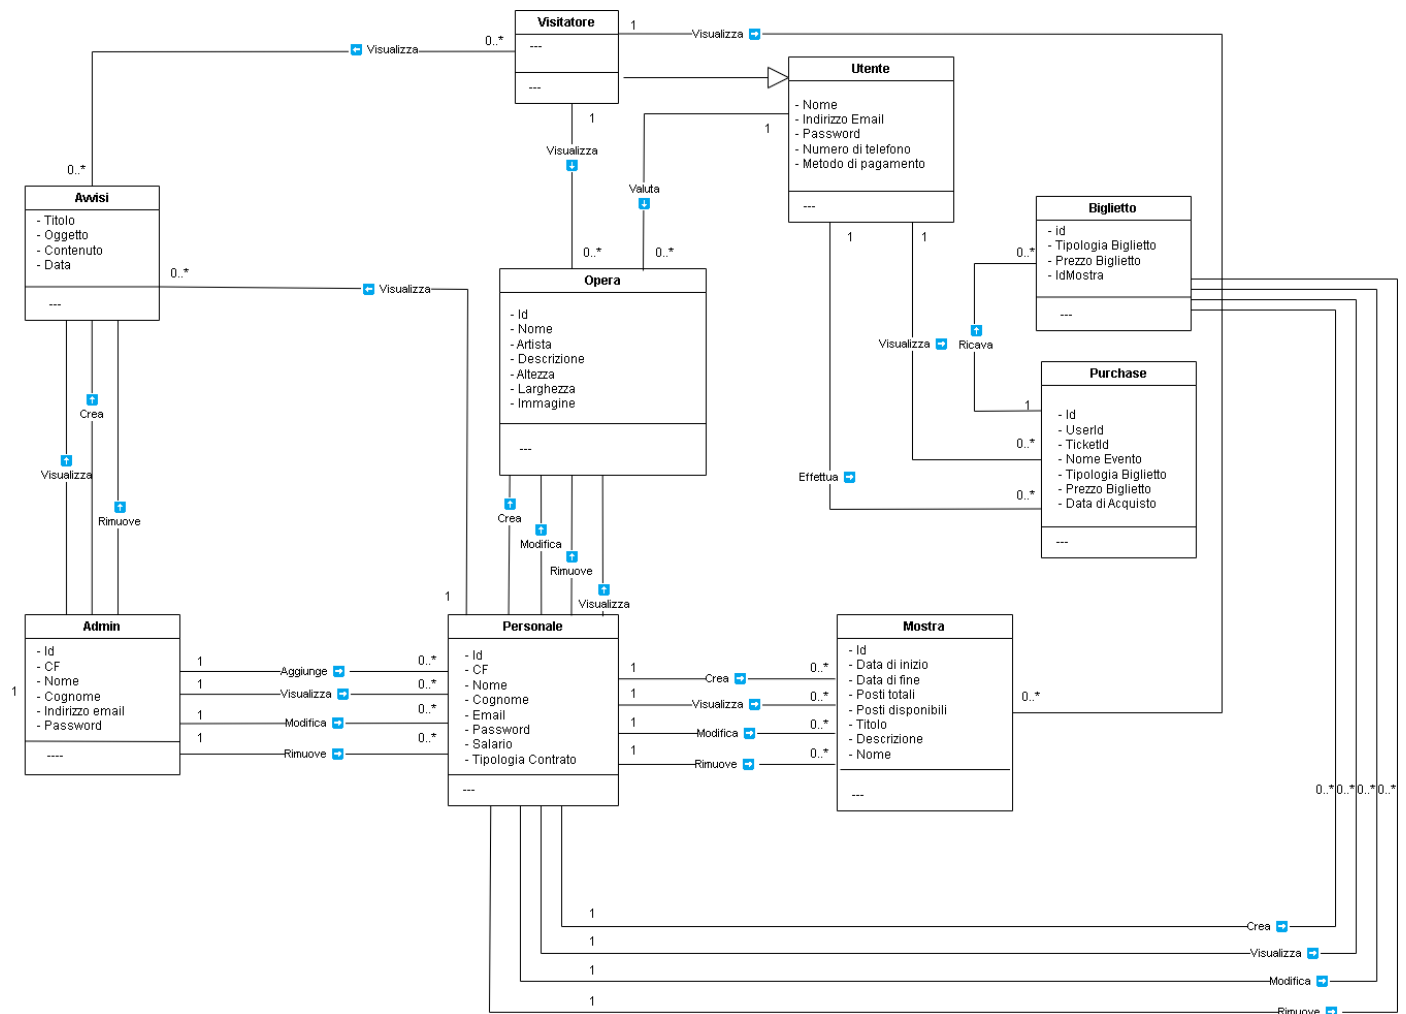 Visitatore
---
---
0..*
Visualizza
1
Visualizza
Utente
- Nome
- Indirizzo Email
- Password
- Numero di telefono
- Metodo di pagamento
---
1
Visualizza
1
Valuta
0..*
Avvisi
- Titolo
- Oggetto
- Contenuto
- Data
---
0..*
Visualizza
0..*
0..*
Opera
- Id
- Nome
- Artista
- Descrizione
- Altezza
- Larghezza
- Immagine
---
1
1
Visualizza
Effettua
Biglietto
- id
- Tipologia Biglietto
- Prezzo Biglietto
- IdMostra
---
0..*
Ricava
1
Purchase
- Id
- UserId
- TicketId
- Nome Evento
- Tipologia Biglietto
- Prezzo Biglietto
- Data di Acquisto
---
0..*
0..*
Crea
Visualizza
Rimuove
Crea
Modifica
Rimuove
Visualizza
1
Admin
- Id
- CF
- Nome
- Cognome
- Indirizzo email
- Password
----
1
1
Aggiunge
0..*
1
Visualizza
0..*
1
Modifica
0..*
1
Rimuove
0..*
Personale
- Id
- CF
- Nome
- Cognome
- Email
- Password
- Salario
- Tipologia Contrato
---
1
Crea
0..*
1
Visualizza
0..*
1
Modifica
0..*
1
Rimuove
0..*
Mostra
- Id
- Data di inizio
- Data di fine
- Posti totali
- Posti disponibili
- Titolo
- Descrizione
- Nome
---
0..*
0..* 0..* 0..* 0..*
1
Crea
1
Visualizza
1
Modifica
1
Rimuove